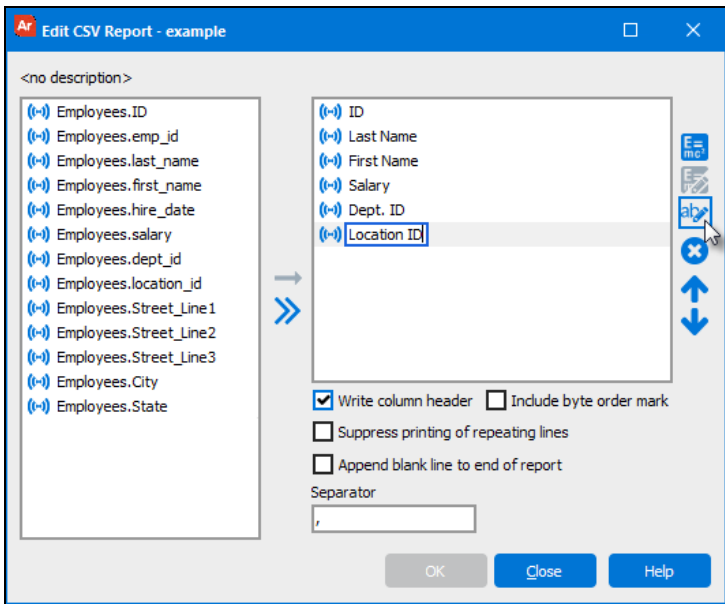 Ar Edit CSV Report - example
<no description>
Employees.ID
Employees.emp_id
Employees.last_name
Employees.first_name
Employees.hire_date
Employees.salary
Employees.dept_id
Employees.location_id
Employees.Street_Line1
Employees.Street_Line2
Employees.Street_Line3
Employees.City
Employees.State
ID
Last Name
First Name
Salary
Dept. ID
Location ID
E=
mc²
ab
Write column header Include byte order mark
Suppress printing of repeating lines
Append blank line to end of report
Separator
,
OK Close Help